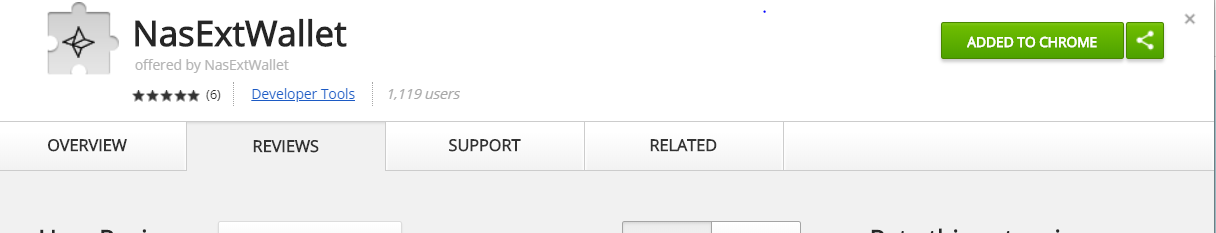 NasExtWallet
offered by NasExtWallet
(6) Developer Tools 1,119 users
ADDED TO CHROME
OVERVIEW REVIEWS SUPPORT RELATED